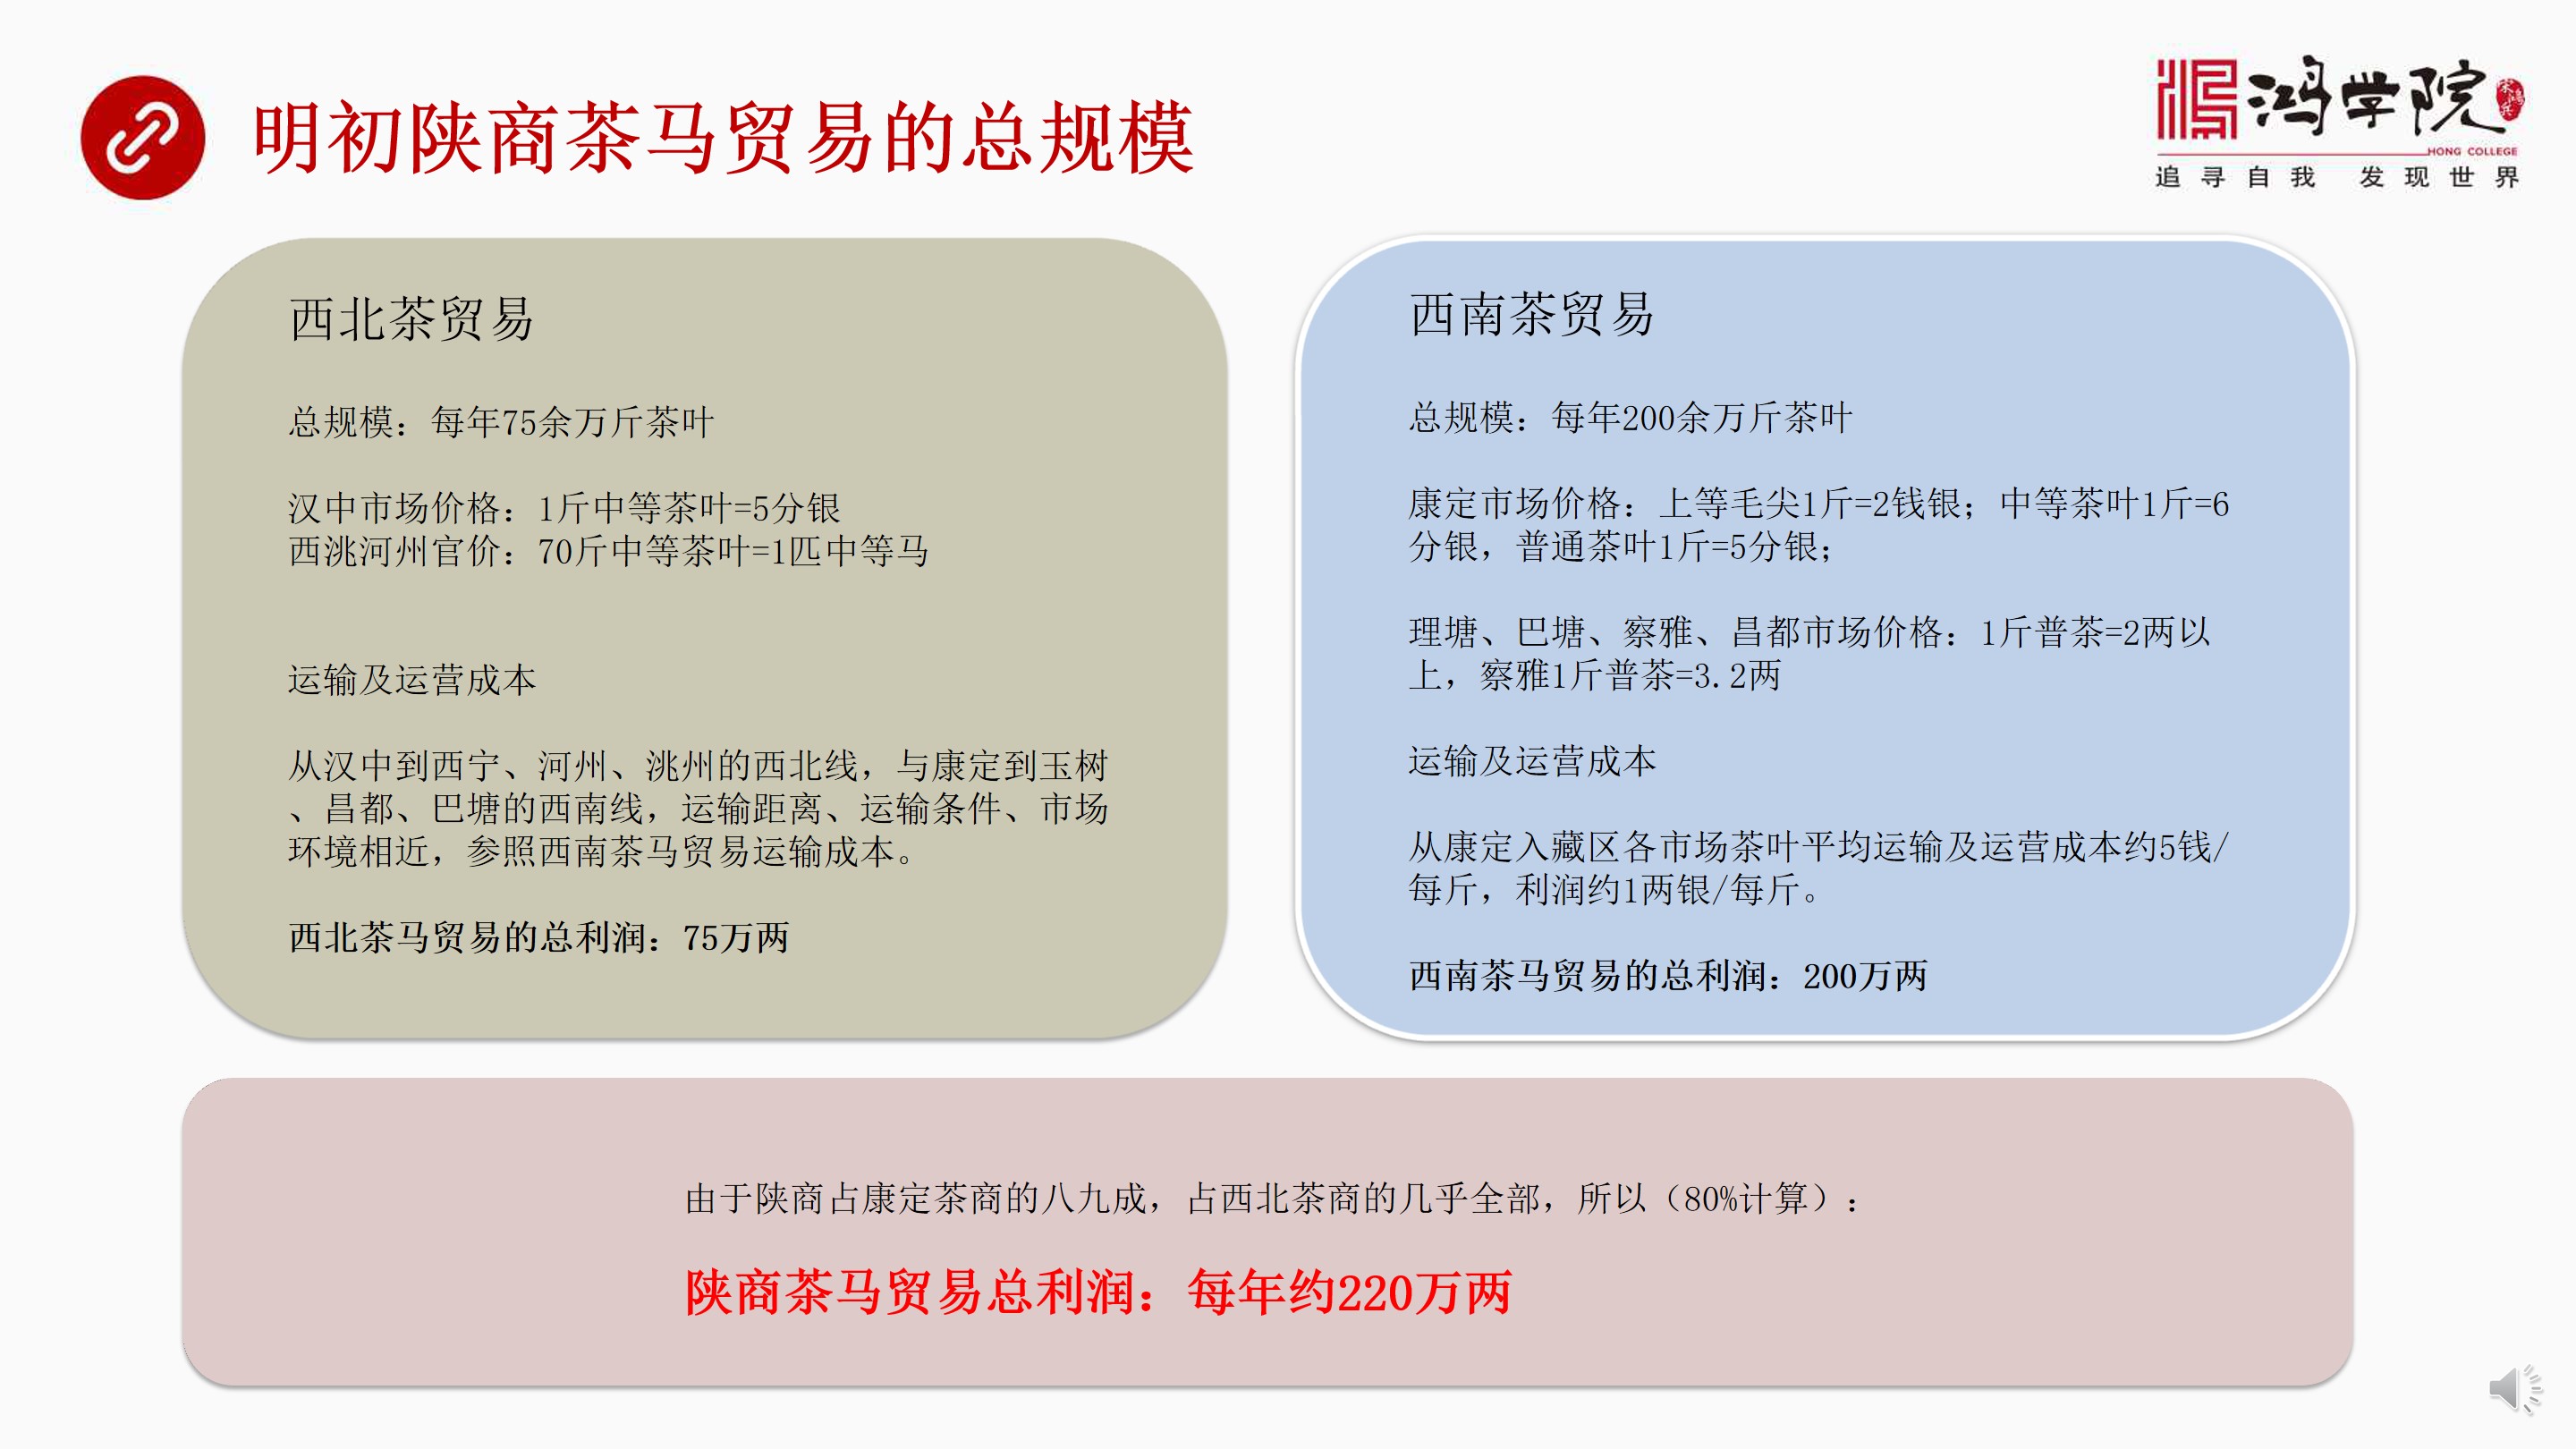 明初陕商茶马贸易的总规模
鸿学院
HONG COLLEGE
追寻自我 发现世界
西北茶贸易
总规模：每年75余万斤茶叶
汉中市场价格：1斤中等茶叶=5分银
西洮河州官价：70斤中等茶叶=1匹中等马
运输及运营成本
从汉中到西宁、河州、洮州的西北线，与康定到玉树
、昌都、巴塘的西南线，运输距离、运输条件、市场
环境相近，参照西南茶马贸易运输成本。
西北茶马贸易的总利润：75万两
西南茶贸易
总规模：每年200余万斤茶叶
康定市场价格：上等毛尖1斤=2钱银；中等茶叶1斤=6
分银，普通茶叶1斤=5分银；
理塘、巴塘、察雅、昌都市场价格：1斤普茶=2两以
上，察雅1斤普茶=3.2两
运输及运营成本
从康定入藏区各市场茶叶平均运输及运营成本约5钱/
每斤，利润约1两银/每斤。
西南茶马贸易的总利润：200万两
由于陕商占康定茶商的八九成，占西北茶商的几乎全部，所以（80%计算）：
陕商茶马贸易总利润：每年约220万两